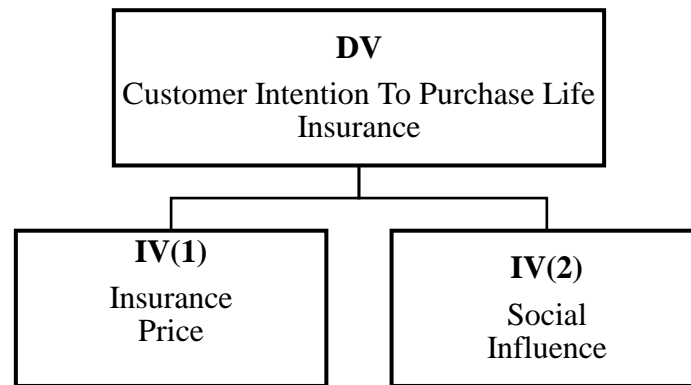 DV
Customer Intention To Purchase Life
Insurance
IV(1)
Insurance
Price
IV(2)
Social
Influence